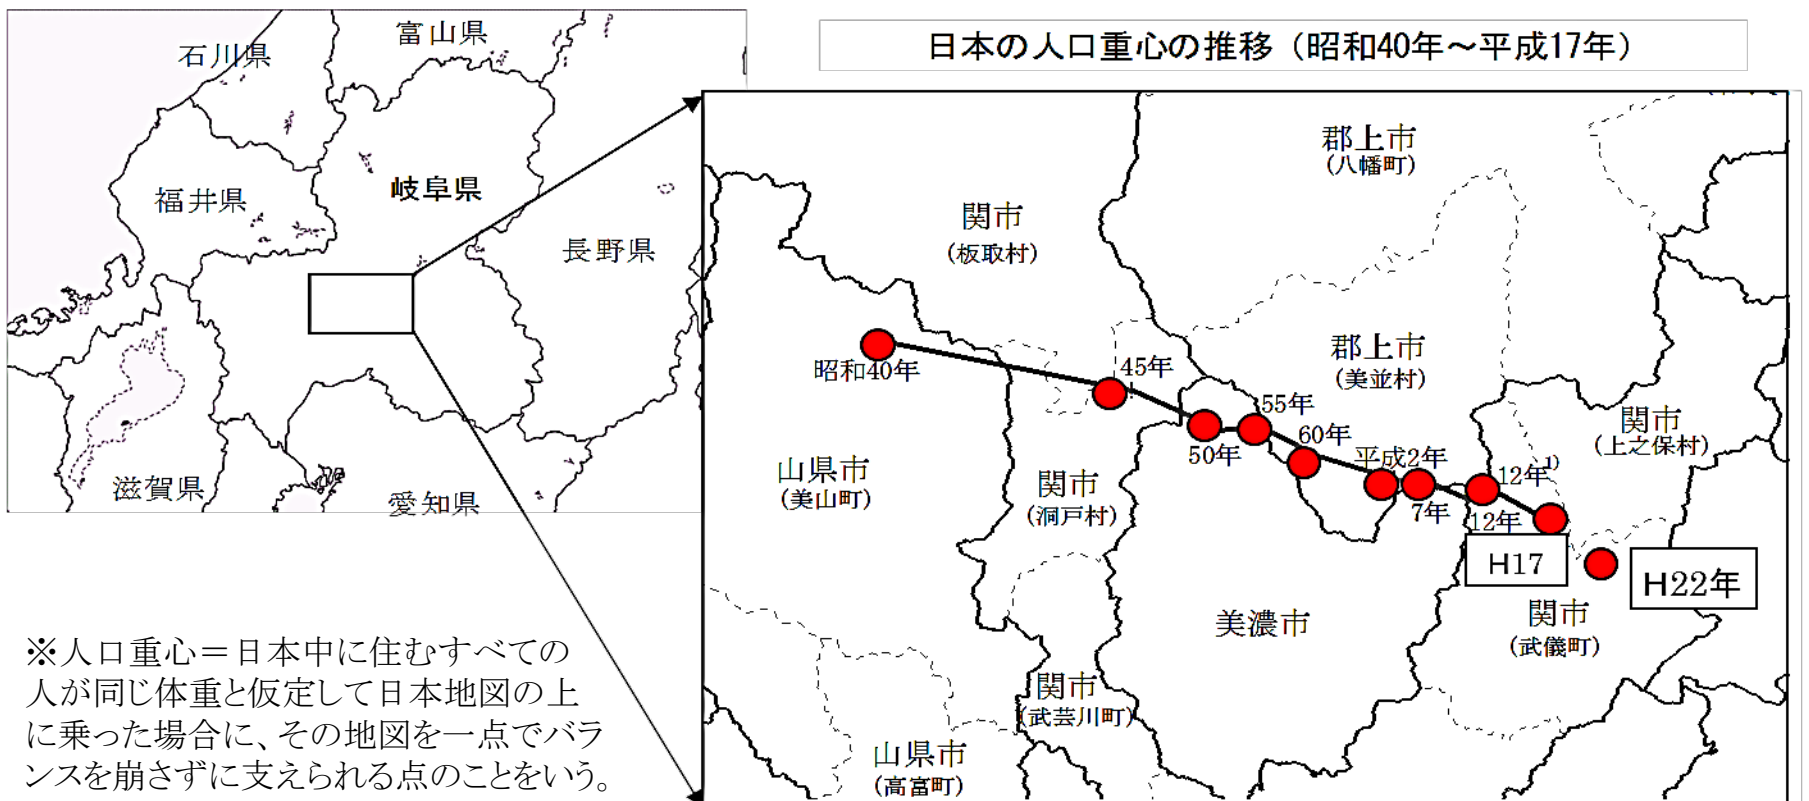 日本の人口重心の推移（昭和40年～平成17年）
石川県
富山県
福井県
岐阜県
長野県
滋賀県
愛知県
郡上市
(八幡町)
関市
(板取村)
郡上市
(美並村)
昭和40年
45年
50年
55年
60年
平成2年
7年
12年1)
12年
H17
H22年
関市
(上之保村)
山県市
(美山町)
関市
(洞戸村)
美濃市
関市
(武儀町)
関市
(武芸川町)
山県市
(高富町)
※人口重心＝日本中に住むすべての
人が同じ体重と仮定して日本地図の上
に乗った場合に、その地図を一点でバラ
ンスを崩さずに支えられる点のことをいう。